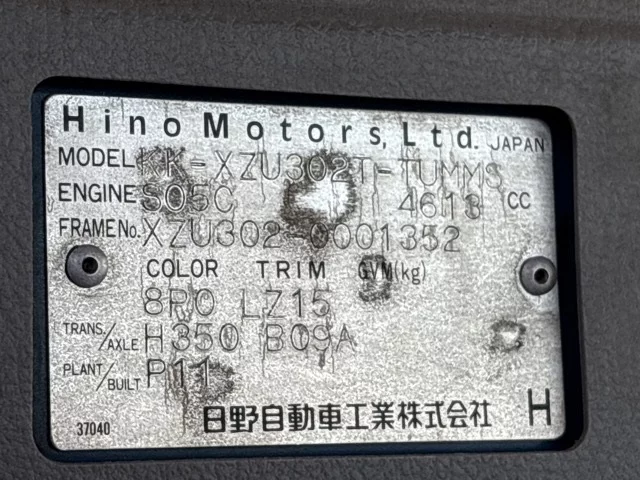 Hino Motors, Ltd. JAPAN
MODEL KK-XZU302T-TUMMS
ENGINE S05C 4613 CC
FRAME No. XZU302-0001352
COLOR TRIM GVM(kg)
8R0 LZ15
TRANS./AXLE H350 B09A
PLANT/BUILT P11
37040 日野自動車工業株式会社 H